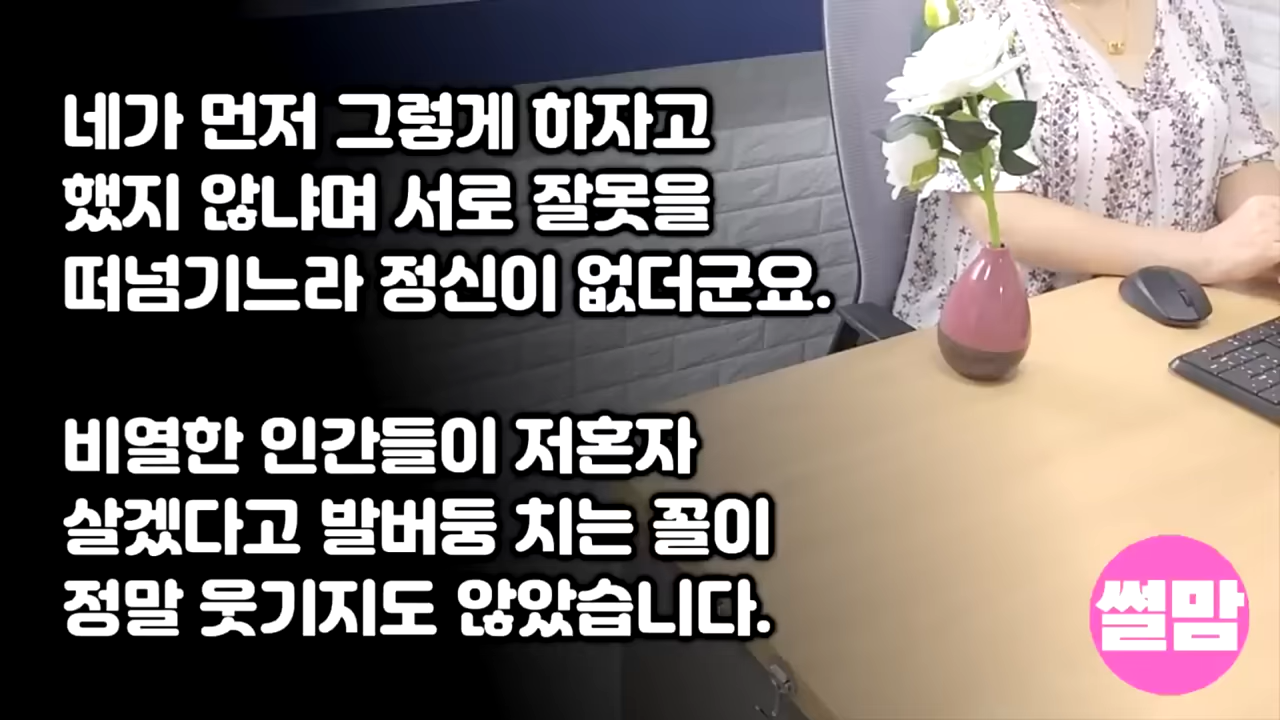 네가 먼저 그렇게 하자고
했지 않냐며 서로 잘못을
떠넘기느라 정신이 없더군요.
비열한 인간들이 저혼자
살겠다고 발버둥 치는 꼴이
정말 웃기지도 않았습니다.
썰맘